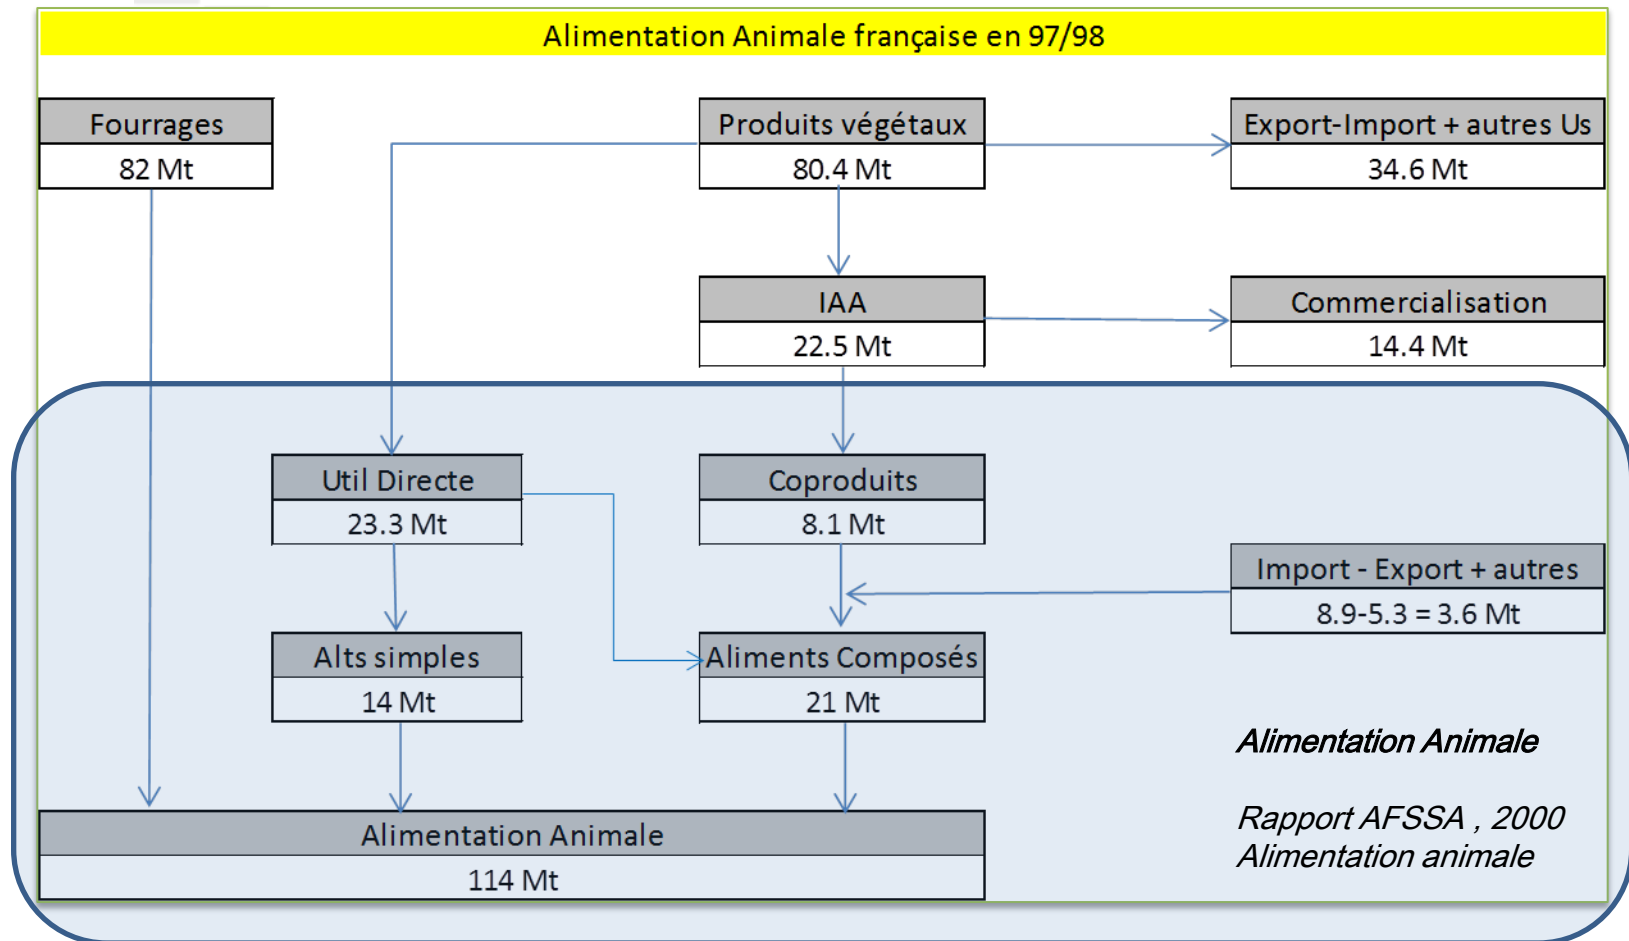 Alimentation Animale française en 97/98
Fourrages
82 Mt
Produits végétaux
80.4 Mt
Export-Import + autres Us
34.6 Mt
IAA
22.5 Mt
Commercialisation
14.4 Mt
Util Directe
23.3 Mt
Coproduits
8.1 Mt
Import - Export + autres
8.9-5.3 = 3.6 Mt
Alts simples
14 Mt
Aliments Composés
21 Mt
Alimentation Animale
Rapport AFSSA , 2000
Alimentation animale
Alimentation Animale
114 Mt